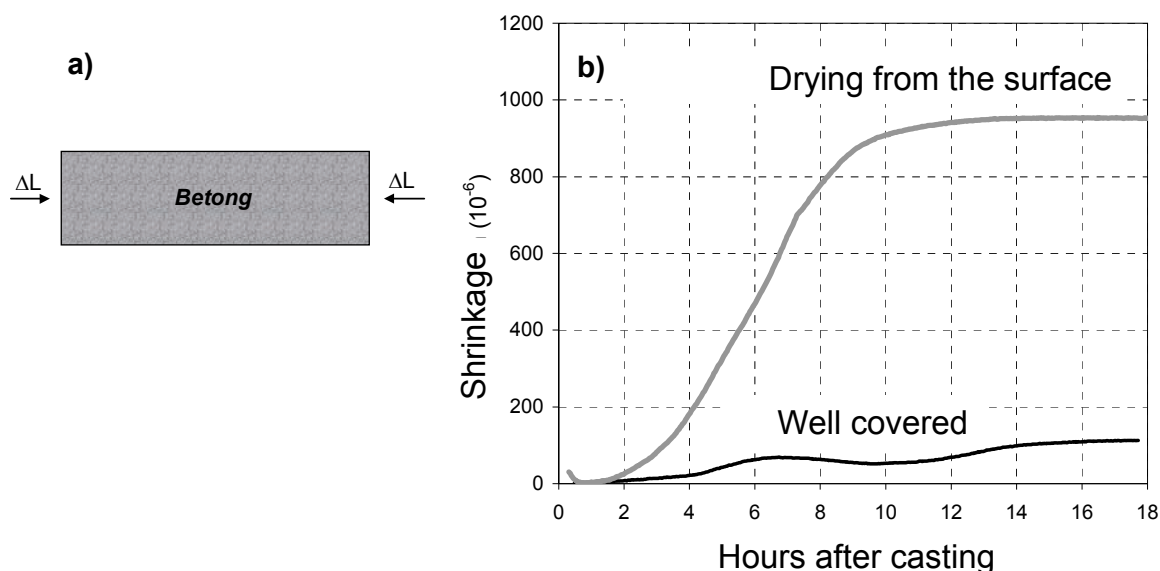 a)
ΔL
Betong
ΔL
b)
Drying from the surface
Well covered
Shrinkage (10⁻⁶)
1200
1000
800
600
400
200
0
0 2 4 6 8 10 12 14 16 18
Hours after casting